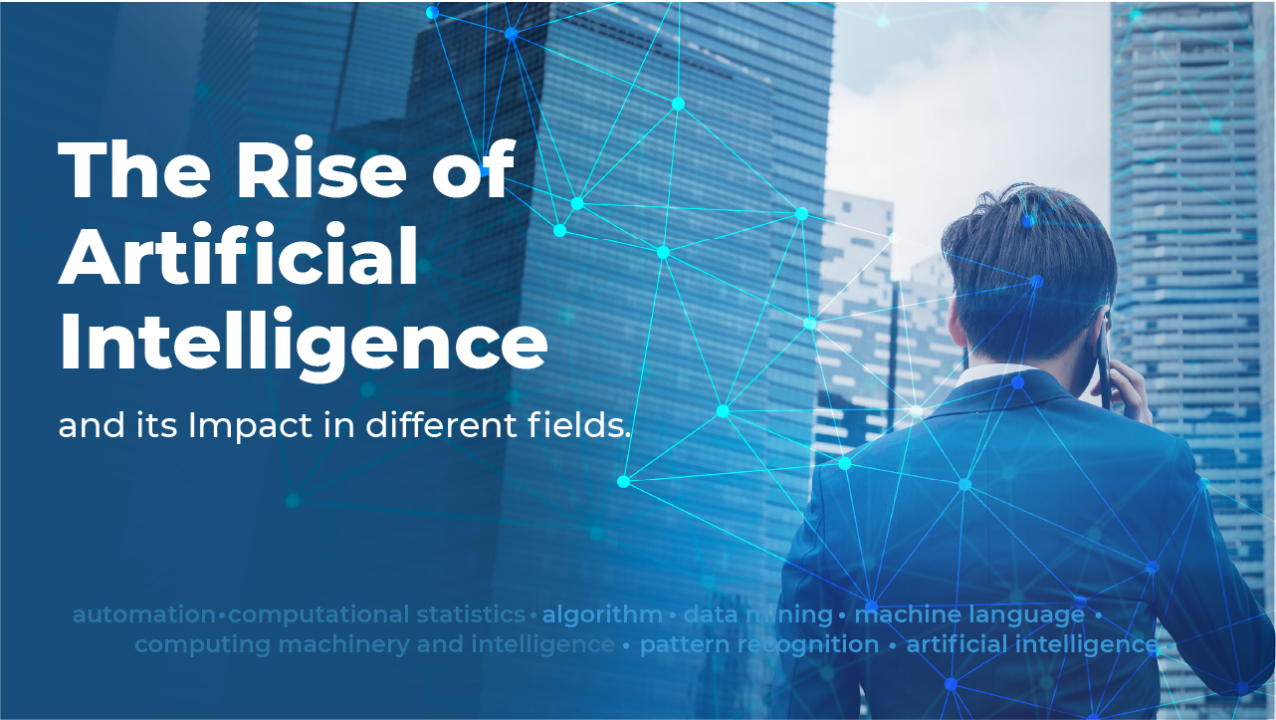 The Rise of
Artificial
Intelligence
and its Impact in different fields.
automation•computational statistics• algorithm • data mining • machine language •
computing machinery and intelligence • pattern recognition • artificial intelligence•